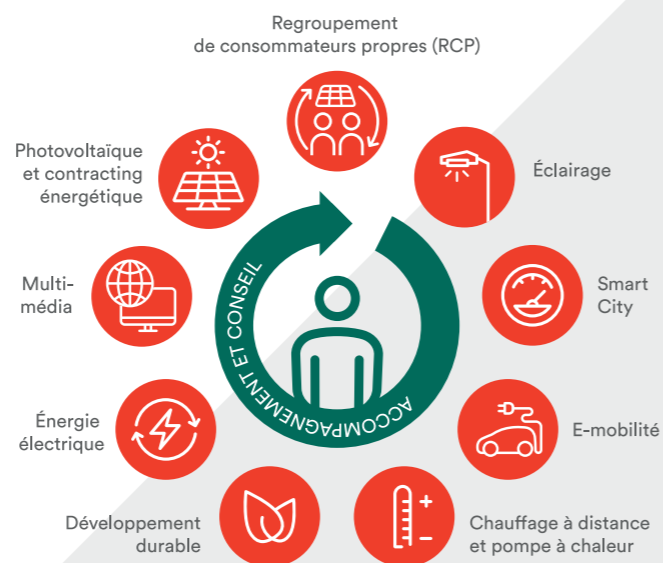 Regroupement
de consommateurs propres (RCP)
Photovoltaïque
et contracting
énergétique
Éclairage
Multi-
média
Smart
City
ACCOMPAGNEMENT ET CONSEIL
Énergie
électrique
E-mobilité
Développement
durable
Chauffage à distance
et pompe à chaleur